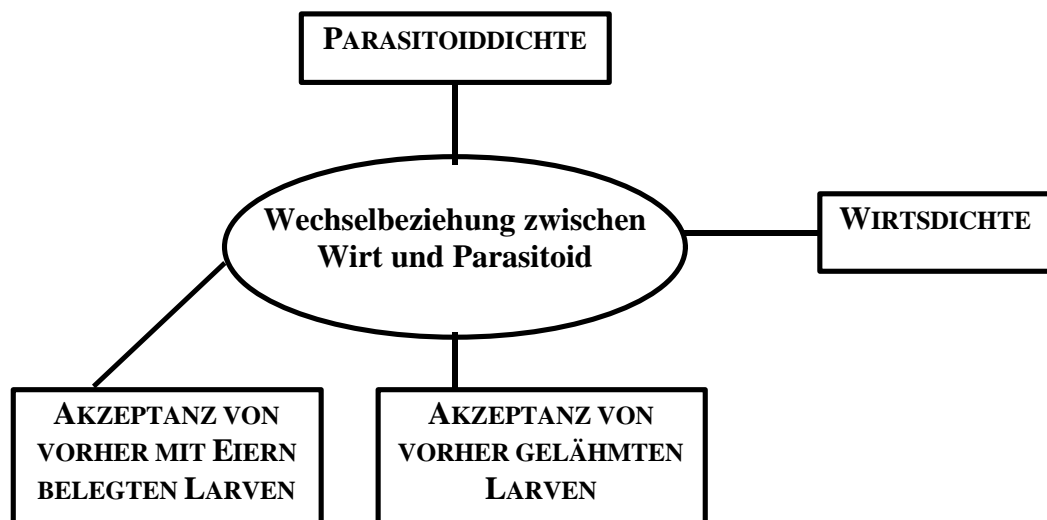 PARASITOIDDICHTE
Wechselbeziehung zwischen
Wirt und Parasitoid
WIRTSDICHTE
AKZEPTANZ VON
VORHER MIT EIERN
BELEGTEN LARVEN
AKZEPTANZ VON
VORHER GELÄHMTEN
LARVEN